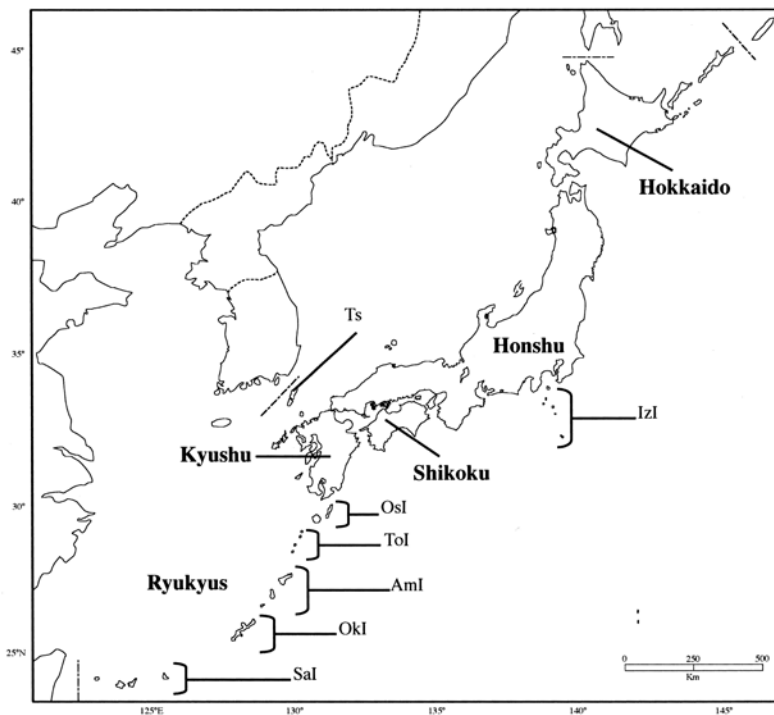 45°
Hokkaido
40°
Ts
35°
Honshu
IzI
Kyushu
Shikoku
30°
OsI
ToI
Ryukyus
AmI
OkI
25°N
SaI
0 250 500
Km
125°E 130° 135° 140° 145°